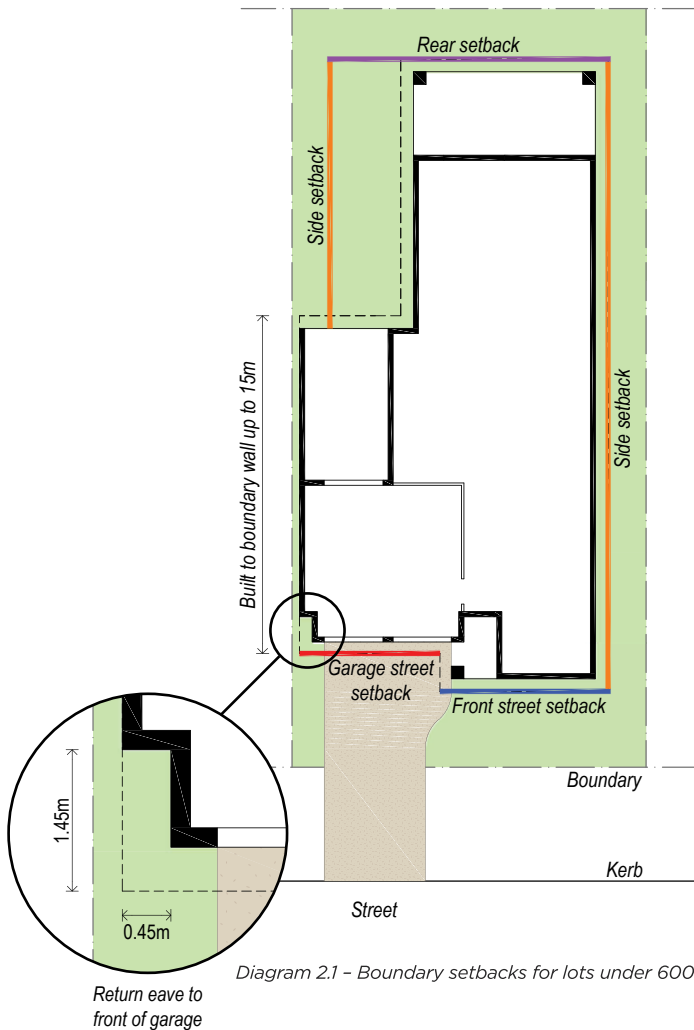 Rear setback
Side setback
Built to boundary wall up to 15m
Side setback
Garage street
setback
Front street setback
Boundary
1.45m
0.45m
Kerb
Street
Return eave to
front of garage
Diagram 2.1 – Boundary setbacks for lots under 600